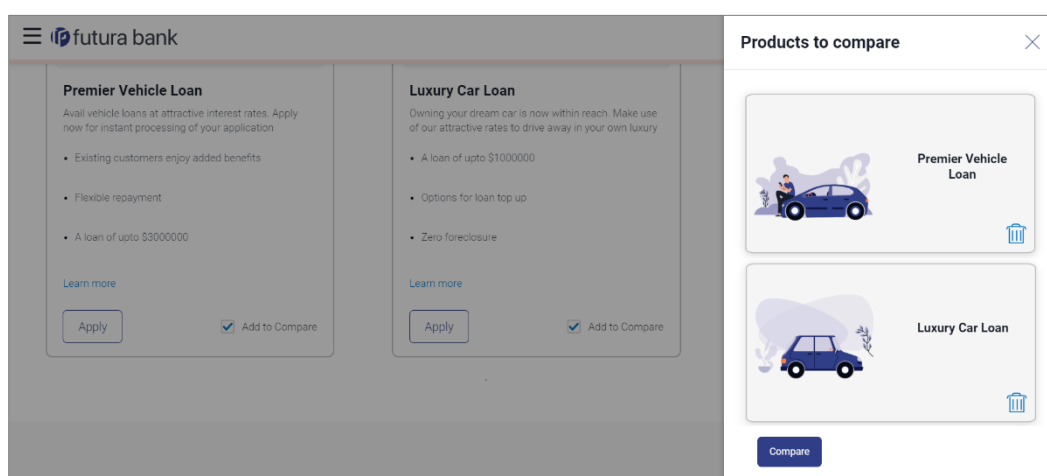 futura bank
Premier Vehicle Loan
Avail vehicle loans at attractive interest rates. Apply
now for instant processing of your application
Existing customers enjoy added benefits
Flexible repayment
A loan of upto $3000000
Learn more
Apply
Add to Compare
Luxury Car Loan
Owning your dream car is now within reach. Make use
of our attractive rates to drive away in your own luxury
A loan of upto $1000000
Options for loan top up
Zero foreclosure
Learn more
Apply
Add to Compare
Products to compare
Premier Vehicle
Loan
Luxury Car Loan
Compare